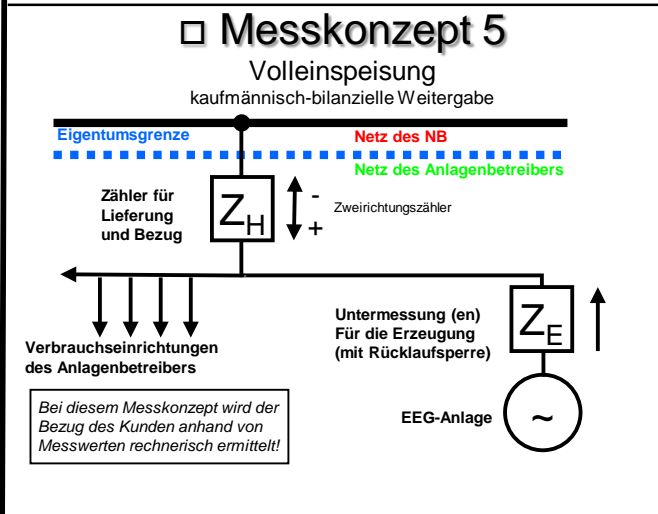 □ Messkonzept 5
Volleinspeisung
kaufmännisch-bilanzielle Weitergabe
Eigentumsgrenze
Netz des NB
Netz des Anlagenbetreibers
Zähler für
Lieferung
und Bezug
Z_H
-
+
Zweirichtungszähler
Verbrauchseinrichtungen
des Anlagenbetreibers
Untermessung (en)
Für die Erzeugung
(mit Rücklaufsperre)
Z_E
EEG-Anlage
~
Bei diesem Messkonzept wird der
Bezug des Kunden anhand von
Messwerten rechnerisch ermittelt!